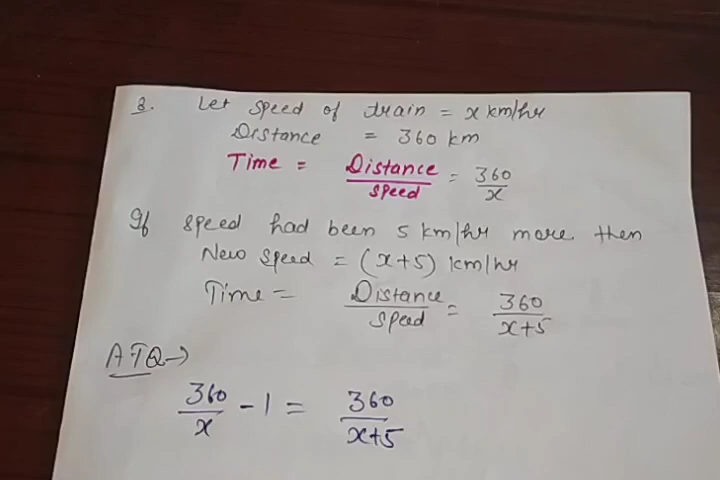 8. Let speed of train = x km/hr
Distance = 360 km
Time = Distance/speed = 360/x
If speed had been 5 km/hr more then
New speed = (x+5) km/hr
Time = Distance/speed = 360/x+5
ATQ→
360/x - 1 = 360/x+5